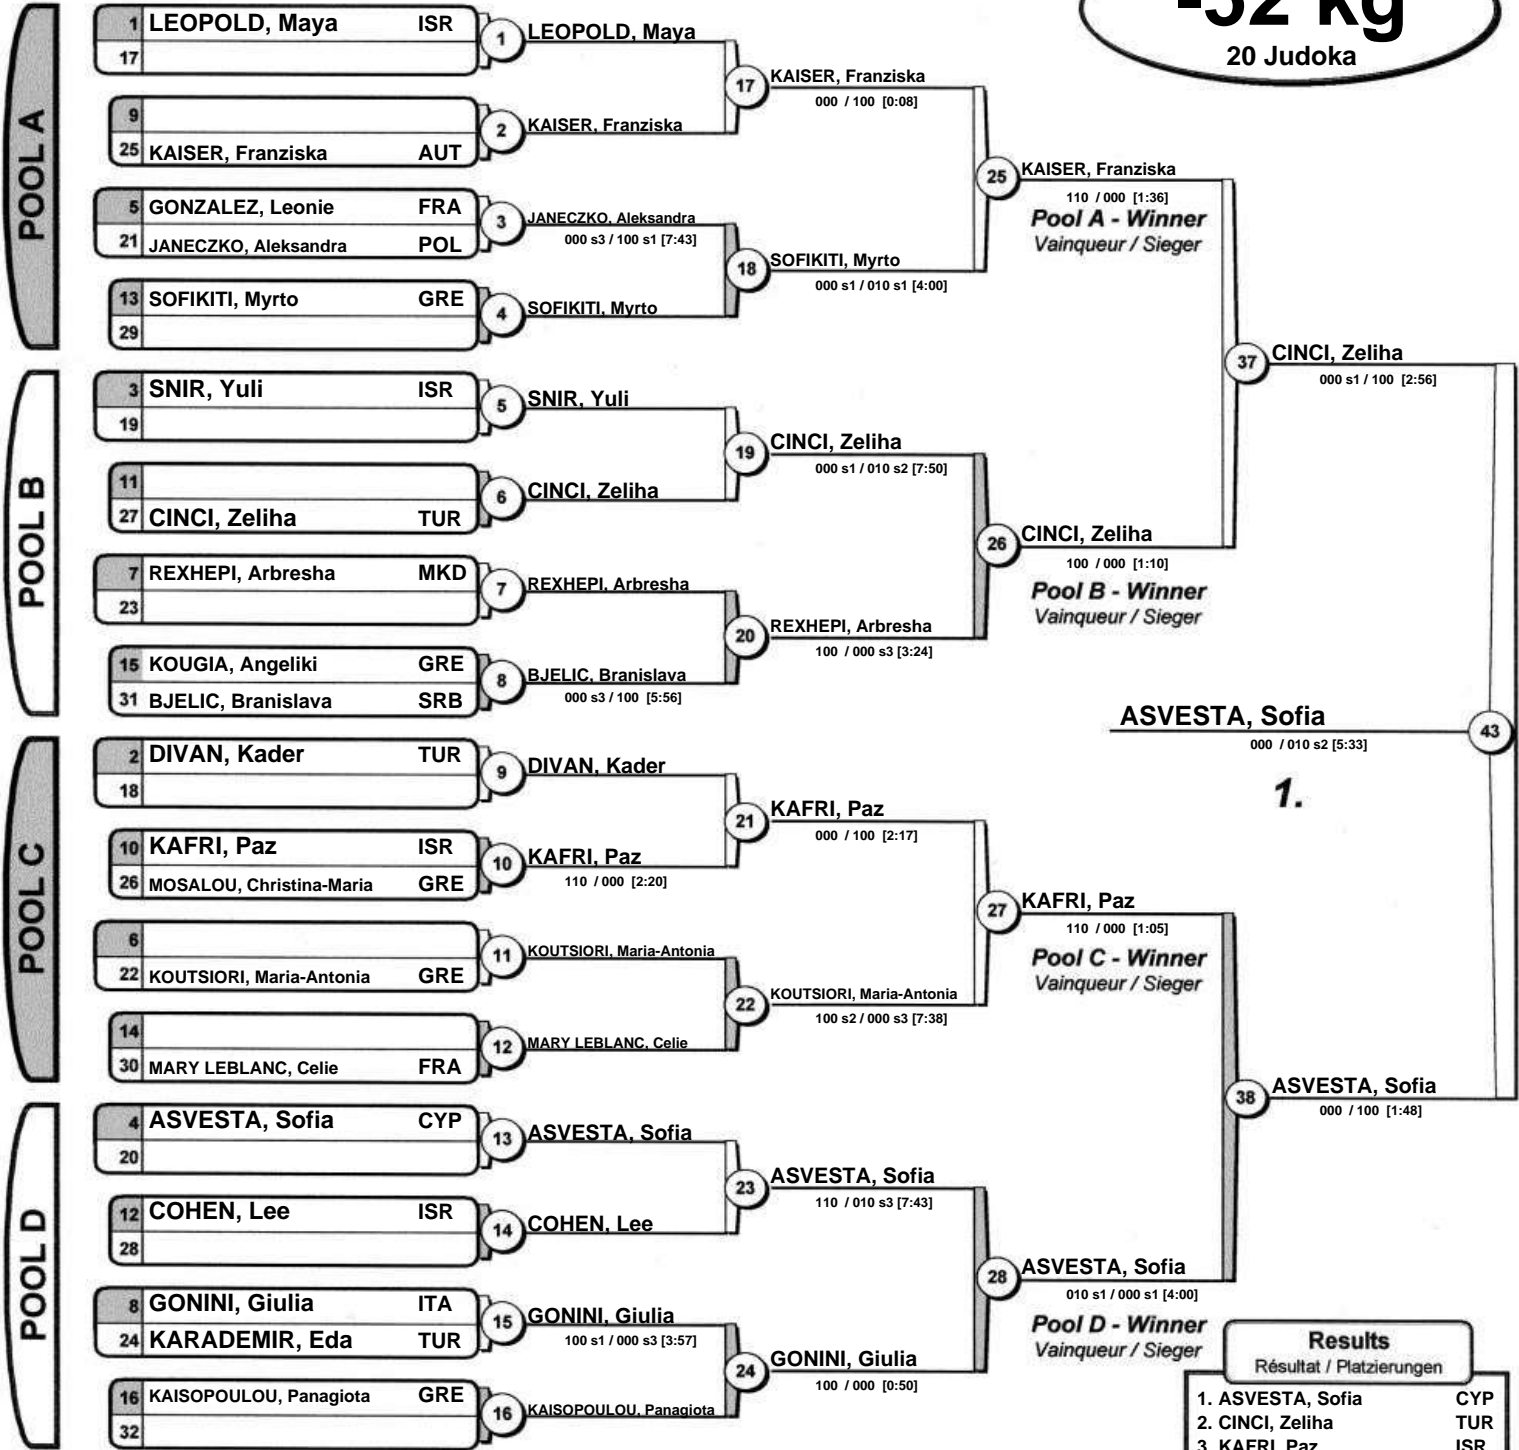 -52 kg
20 Judoka
POOL A
1 LEOPOLD, Maya ISR
17
9
25 KAISER, Franziska AUT
5 GONZALEZ, Leonie FRA
21 JANECZKO, Aleksandra POL
13 SOFIKITI, Myrto GRE
29
1 LEOPOLD, Maya
2 KAISER, Franziska
3 JANECZKO, Aleksandra
000 s3 / 100 s1 [7:43]
4 SOFIKITI, Myrto
17 KAISER, Franziska
000 / 100 [0:08]
18 SOFIKITI, Myrto
000 s1 / 010 s1 [4:00]
25 KAISER, Franziska
110 / 000 [1:36]
Pool A - Winner
Vainqueur / Sieger
POOL B
3 SNIR, Yuli ISR
19
11
27 CINCI, Zeliha TUR
7 REXHEPI, Arbresha MKD
23
15 KOUGIA, Angeliki GRE
31 BJELIC, Branislava SRB
5 SNIR, Yuli
6 CINCI, Zeliha
7 REXHEPI, Arbresha
8 BJELIC, Branislava
000 s3 / 100 [5:56]
19 CINCI, Zeliha
000 s1 / 010 s2 [7:50]
20 REXHEPI, Arbresha
100 / 000 s3 [3:24]
26 CINCI, Zeliha
100 / 000 [1:10]
Pool B - Winner
Vainqueur / Sieger
37 CINCI, Zeliha
000 s1 / 100 [2:56]
ASVESTA, Sofia 43
000 / 010 s2 [5:33]
1.
POOL C
2 DIVAN, Kader TUR
18
10 KAFRI, Paz ISR
26 MOSALOU, Christina-Maria GRE
6
22 KOUTSIORI, Maria-Antonia GRE
14
30 MARY LEBLANC, Celie FRA
9 DIVAN, Kader
10 KAFRI, Paz
110 / 000 [2:20]
11 KOUTSIORI, Maria-Antonia
12 MARY LEBLANC, Celie
21 KAFRI, Paz
000 / 100 [2:17]
22 KOUTSIORI, Maria-Antonia
100 s2 / 000 s3 [7:38]
27 KAFRI, Paz
110 / 000 [1:05]
Pool C - Winner
Vainqueur / Sieger
POOL D
4 ASVESTA, Sofia CYP
20
12 COHEN, Lee ISR
28
8 GONINI, Giulia ITA
24 KARADEMIR, Eda TUR
16 KAISOPOULOU, Panagiota GRE
32
13 ASVESTA, Sofia
14 COHEN, Lee
15 GONINI, Giulia
100 s1 / 000 s3 [3:57]
16 KAISOPOULOU, Panagiota
23 ASVESTA, Sofia
110 / 010 s3 [7:43]
24 GONINI, Giulia
100 / 000 [0:50]
28 ASVESTA, Sofia
010 s1 / 000 s1 [4:00]
Pool D - Winner
Vainqueur / Sieger
38 ASVESTA, Sofia
000 / 100 [1:48]
Results
Résultat / Platzierungen
1. ASVESTA, Sofia CYP
2. CINCI, Zeliha TUR
3. KAFRI, Paz ISR